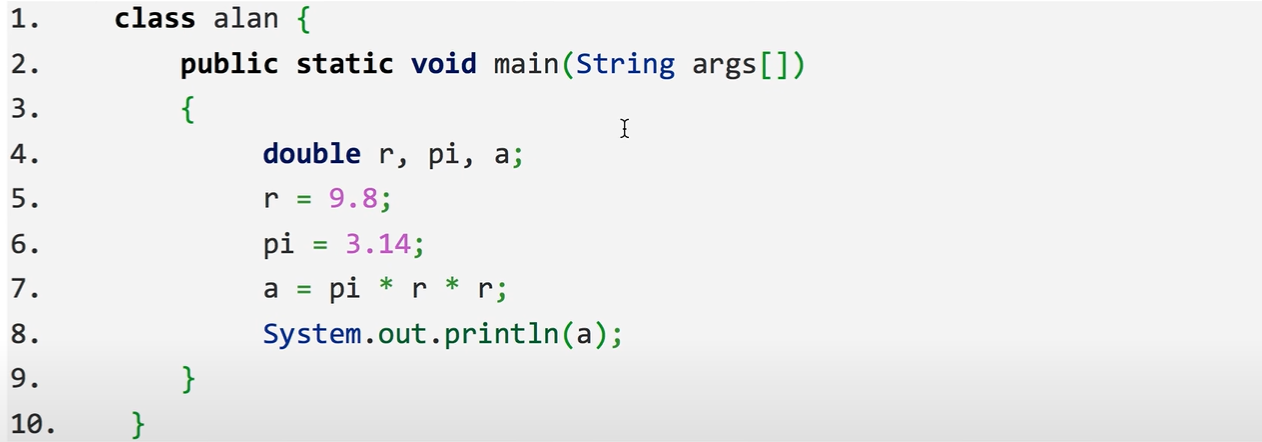 1. class alan {
2. public static void main(String args[])
3. {
4. double r, pi, a;
5. r = 9.8;
6. pi = 3.14;
7. a = pi * r * r;
8. System.out.println(a);
9. }
10. }